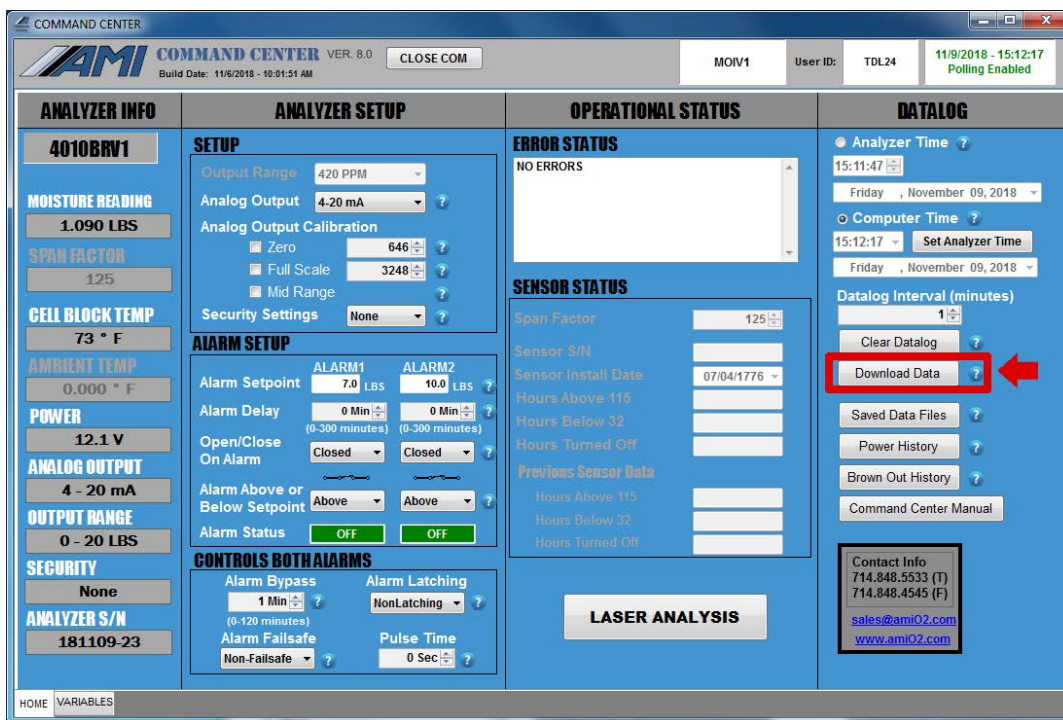 COMMAND CENTER
AMI
COMMAND CENTER VER. 8.0
Build Date: 11/6/2018 - 10:01:51 AM
CLOSE COM
MOIV1
User ID:
TDL24
11/9/2018 - 15:12:17
Polling Enabled
ANALYZER INFO
4010BRV1
MOISTURE READING
1.090 LBS
SPAN FACTOR
125
CELL BLOCK TEMP
73 ° F
AMBIENT TEMP
0.000 ° F
POWER
12.1 V
ANALOG OUTPUT
4 - 20 mA
OUTPUT RANGE
0 - 20 LBS
SECURITY
None
ANALYZER S/N
181109-23
ANALYZER SETUP
SETUP
Output Range 420 PPM
Analog Output 4-20 mA ?
Analog Output Calibration
Zero 646 ?
Full Scale 3248 ?
Mid Range ?
Security Settings None ?
ALARM SETUP
ALARM1 ALARM2
Alarm Setpoint 7.0 LBS 10.0 LBS ?
Alarm Delay 0 Min 0 Min ?
(0-300 minutes) (0-300 minutes)
Open/Close
On Alarm Closed Closed ?
Alarm Above or
Below Setpoint Above Above ?
Alarm Status OFF OFF
CONTROLS BOTH ALARMS
Alarm Bypass Alarm Latching
1 Min ? NonLatching ?
(0-120 minutes)
Alarm Failsafe Pulse Time
Non-Failsafe ? 0 Sec ?
OPERATIONAL STATUS
ERROR STATUS
NO ERRORS
SENSOR STATUS
Span Factor 125
Sensor S/N
Sensor Install Date 07/04/1776
Hours Above 115
Hours Below 32
Hours Turned Off
Previous Sensor Data
Hours Above 115
Hours Below 32
Hours Turned Off
LASER ANALYSIS
DATALOG
Analyzer Time ?
15:11:47
Friday , November 09, 2018
Computer Time ?
15:12:17 Set Analyzer Time
Friday , November 09, 2018
Datalog Interval (minutes)
1
Clear Datalog ?
Download Data ?
Saved Data Files ?
Power History ?
Brown Out History ?
Command Center Manual
Contact Info
714.848.5533 (T)
714.848.4545 (F)
sales@amiO2.com
www.amiO2.com
HOME VARIABLES